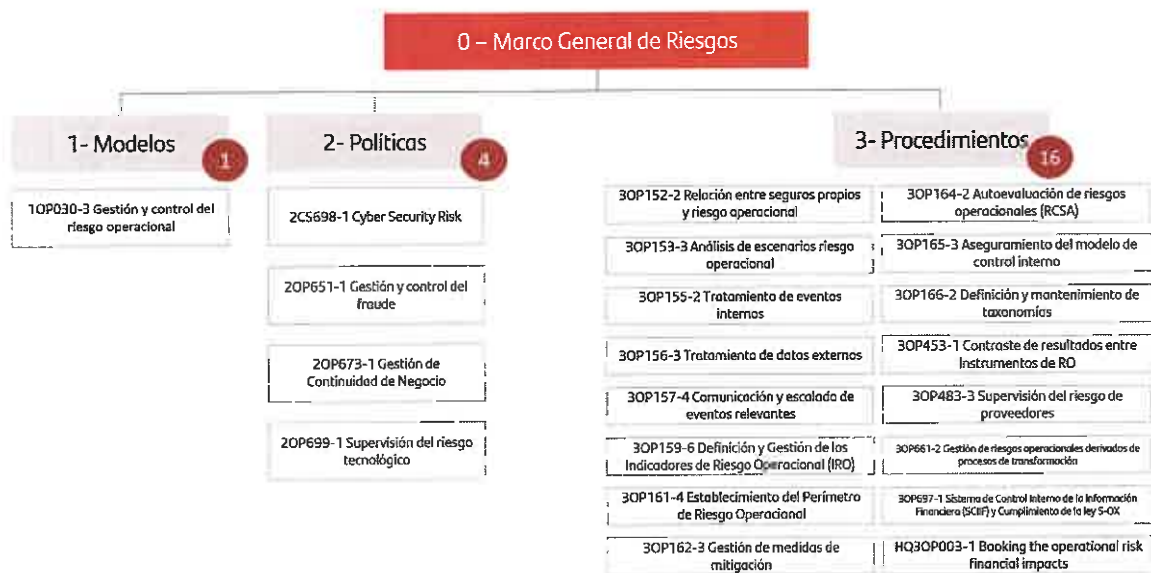 0 – Marco General de Riesgos
1- Modelos
1
1OP030-3 Gestión y control del
riesgo operacional
2- Políticas
4
2CS698-1 Cyber Security Risk
2OP651-1 Gestión y control del
fraude
2OP673-1 Gestión de
Continuidad de Negocio
2OP699-1 Supervisión del riesgo
tecnológico
3- Procedimientos
16
3OP152-2 Relación entre seguros propios
y riesgo operacional
3OP153-3 Análisis de escenarios riesgo
operacional
3OP155-2 Tratamiento de eventos
internos
3OP156-3 Tratamiento de datos externos
3OP157-4 Comunicación y escalado de
eventos relevantes
3OP159-6 Definición y Gestión de los
Indicadores de Riesgo Operacional (IRO)
3OP161-4 Establecimiento del Perímetro
de Riesgo Operacional
3OP162-3 Gestión de medidas de
mitigación
3OP164-2 Autoevaluación de riesgos
operacionales (RCSA)
3OP165-3 Aseguramiento del modelo de
control interno
3OP166-2 Definición y mantenimiento de
taxonomías
3OP453-1 Contraste de resultados entre
Instrumentos de RO
3OP483-3 Supervisión del riesgo de
proveedores
3OP661-2 Gestión de riesgos operacionales derivados de
procesos de transformación
3OP697-1 Sistema de Control Interno de la Información
Financiera (SCIIF) y Cumplimiento de la ley S-OX
HQ3OP003-1 Booking the operational risk
financial impacts